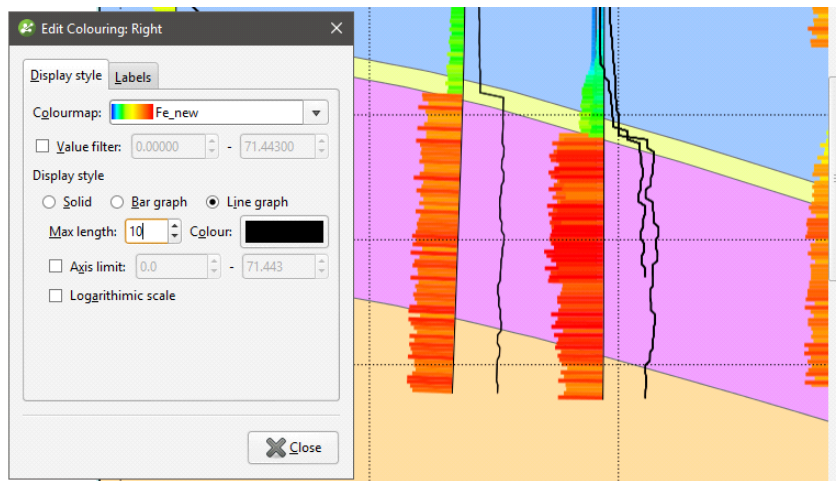 Edit Colouring: Right
Display style Labels
Colourmap: Fe_new
Value filter: 0.00000 - 71.44300
Display style
Solid Bar graph Line graph
Max length: 10 Colour:
Axis limit: 0.0 - 71.443
Logarithimic scale
Close